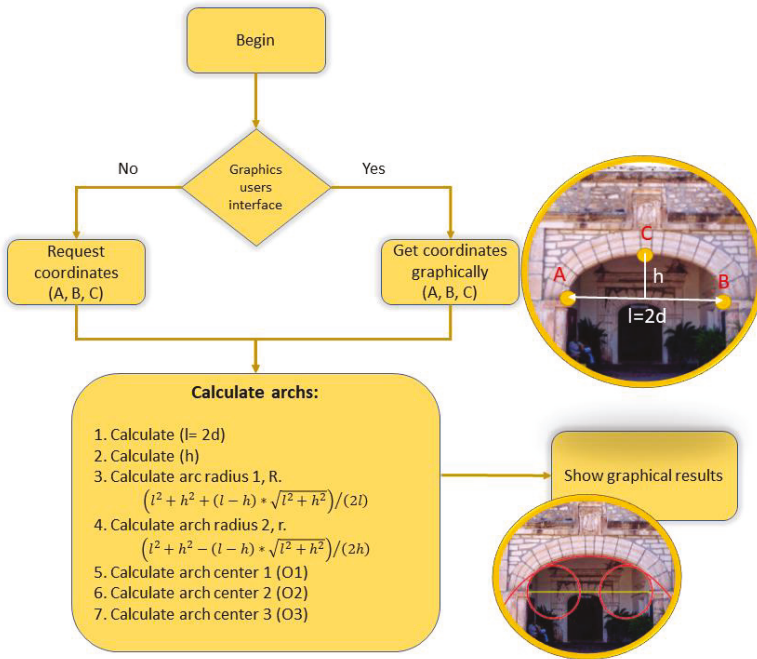 Begin
Graphics
users
interface
No
Yes
Request
coordinates
(A, B, C)
Get coordinates
graphically
(A, B, C)
C
A
h
B
l=2d
Calculate archs:
1. Calculate (l= 2d)
2. Calculate (h)
3. Calculate arc radius 1, R.
(l² + h² + (l − h) * √(l² + h²))/(2l)
4. Calculate arch radius 2, r.
(l² + h² − (l − h) * √(l² + h²))/(2h)
5. Calculate arch center 1 (O1)
6. Calculate arch center 2 (O2)
7. Calculate arch center 3 (O3)
Show graphical results